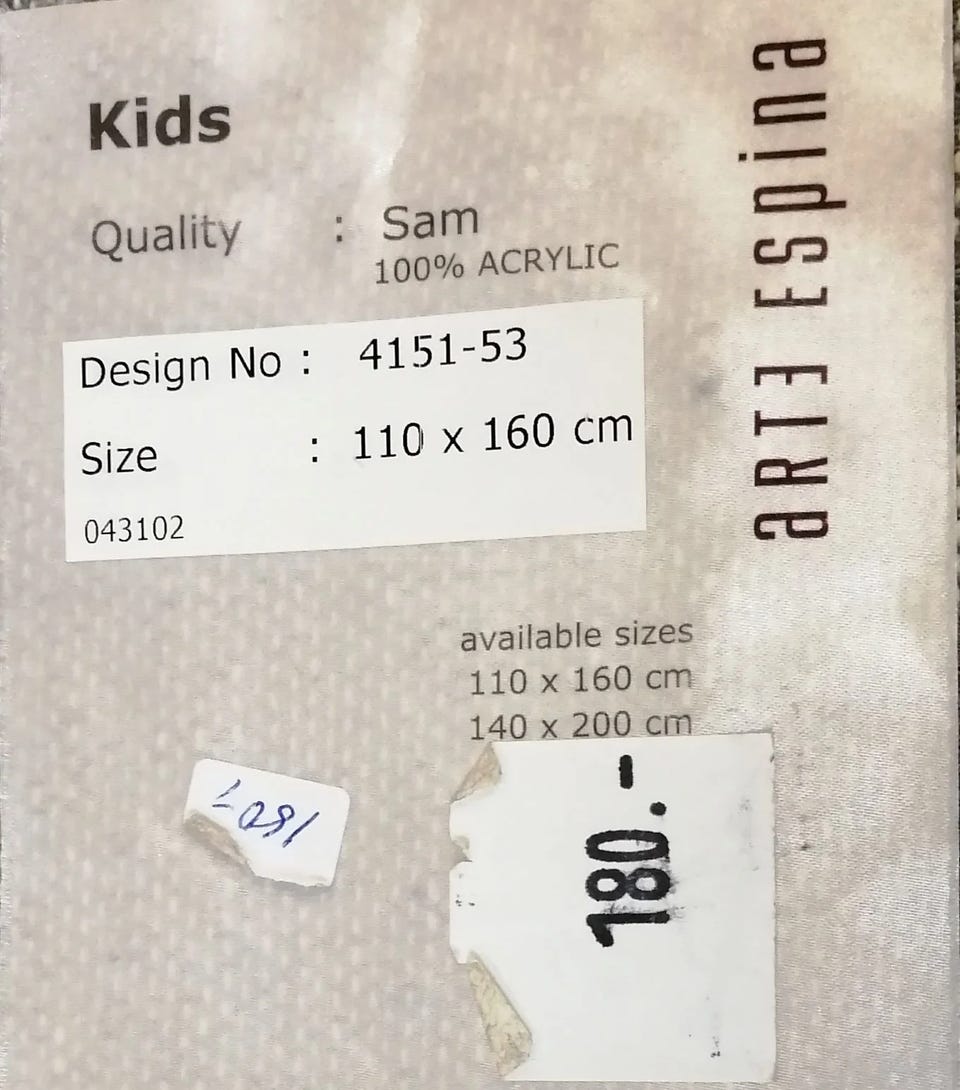 Kids
Quality : Sam
100% ACRYLIC
Design No : 4151-53
Size : 110 x 160 cm
043102
available sizes
110 x 160 cm
140 x 200 cm
180.-
aRTE Espina